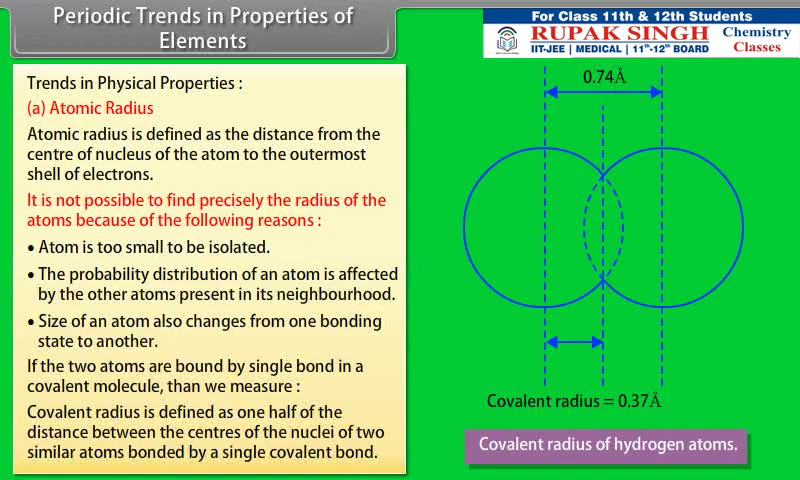 Periodic Trends in Properties of
Elements
For Class 11th & 12th Students
RUPAK SINGH
IIT-JEE | MEDICAL | 11th-12th BOARD
Chemistry
Classes
Trends in Physical Properties :
(a) Atomic Radius
Atomic radius is defined as the distance from the
centre of nucleus of the atom to the outermost
shell of electrons.
It is not possible to find precisely the radius of the
atoms because of the following reasons :
• Atom is too small to be isolated.
• The probability distribution of an atom is affected
by the other atoms present in its neighbourhood.
• Size of an atom also changes from one bonding
state to another.
If the two atoms are bound by single bond in a
covalent molecule, than we measure :
Covalent radius is defined as one half of the
distance between the centres of the nuclei of two
similar atoms bonded by a single covalent bond.
0.74Å
Covalent radius = 0.37Å
Covalent radius of hydrogen atoms.